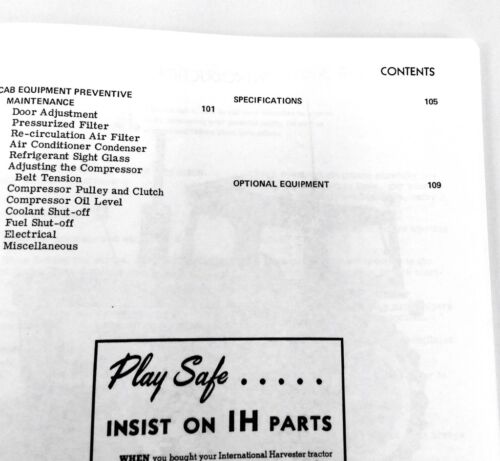 CONTENTS
CAB EQUIPMENT PREVENTIVE
MAINTENANCE 101
Door Adjustment
Pressurized Filter
Re-circulation Air Filter
Air Conditioner Condenser
Refrigerant Sight Glass
Adjusting the Compressor
Belt Tension
Compressor Pulley and Clutch
Compressor Oil Level
Coolant Shut-off
Fuel Shut-off
Electrical
Miscellaneous
SPECIFICATIONS 105
OPTIONAL EQUIPMENT 109
Play Safe . . . . .
INSIST ON IH PARTS
WHEN you bought your International Harvester tractor